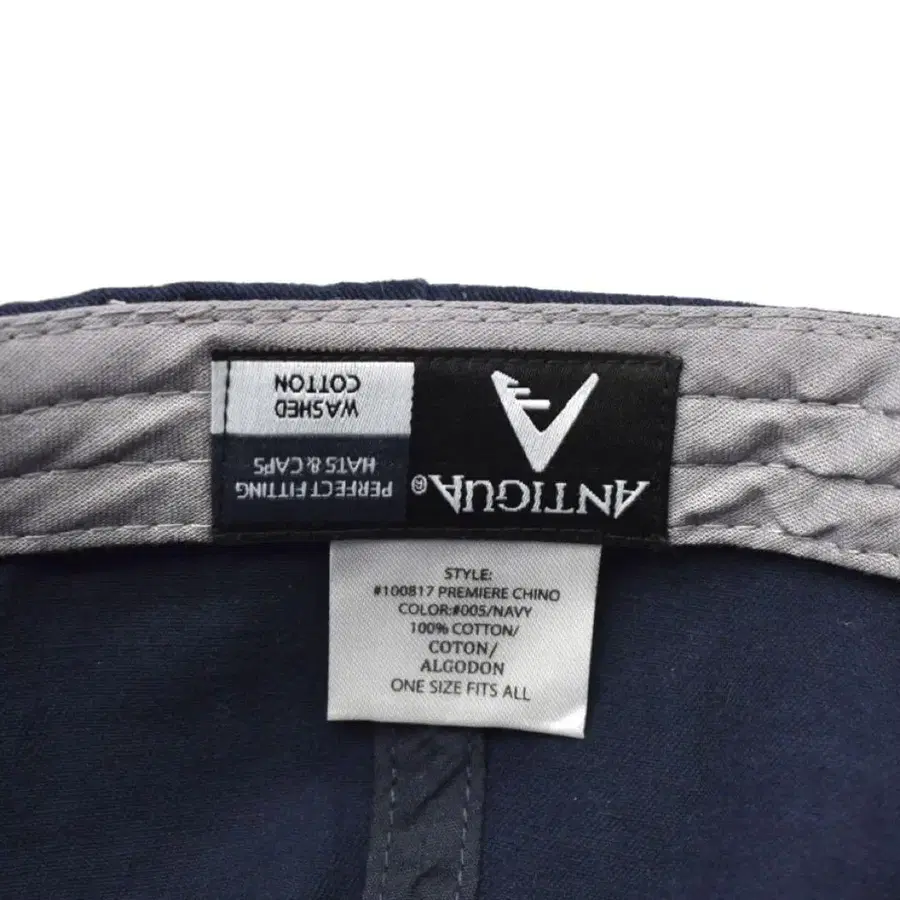 ANTIGUA®
WASHED
COTTON
PERFECT FITTING
HATS & CAPS
STYLE:
#100817 PREMIERE CHINO
COLOR:#005/NAVY
100% COTTON/
COTON/
ALGODON
ONE SIZE FITS ALL